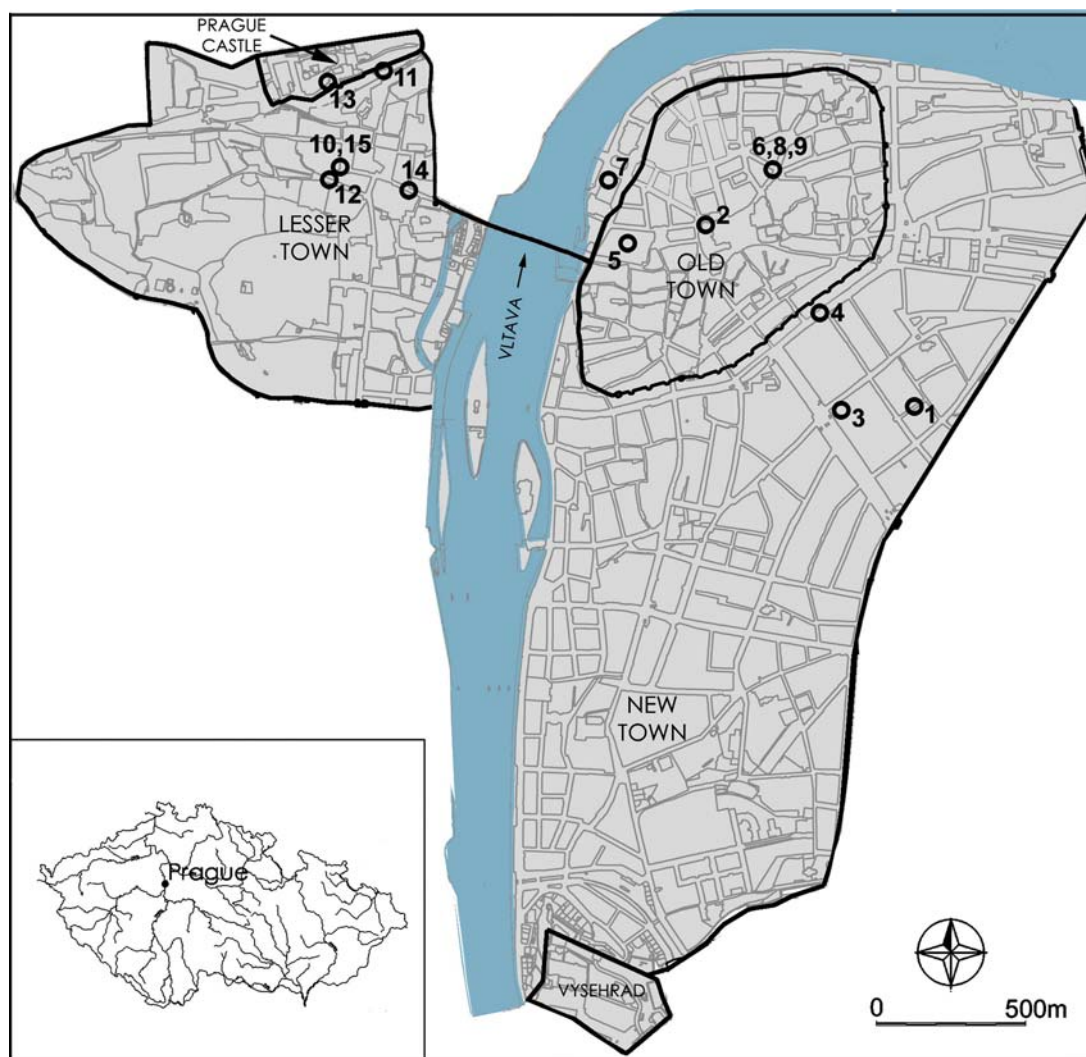 PRAGUE
CASTLE
11
13
10,15
12
14
LESSER
TOWN
7
6,8,9
2
5
OLD
TOWN
VLTAVA
4
3
1
NEW
TOWN
Prague
VYSEHRAD
0
500m